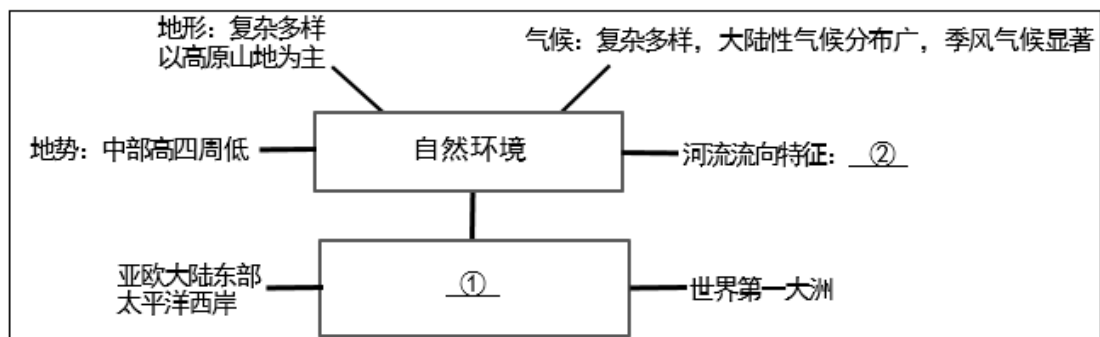 地形：复杂多样
以高原山地为主
气候：复杂多样，大陆性气候分布广，季风气候显著
地势：中部高四周低
自然环境
河流流向特征：②
亚欧大陆东部
太平洋西岸
①
世界第一大洲